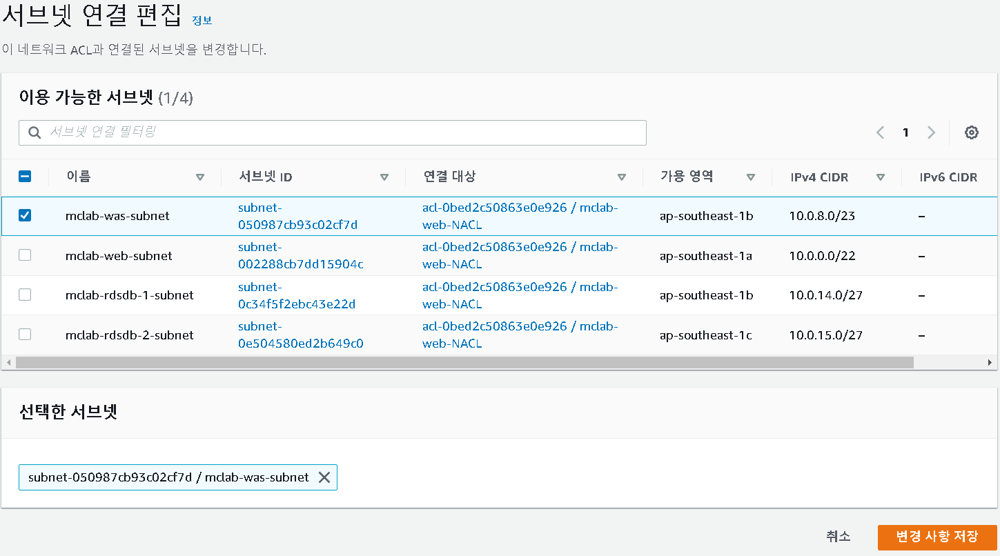 서브넷 연결 편집 정보
이 네트워크 ACL과 연결된 서브넷을 변경합니다.
이용 가능한 서브넷 (1/4)
서브넷 연결 필터링
1
이름 서브넷 ID 연결 대상 가용 영역 IPv4 CIDR IPv6 CIDR
mclab-was-subnet subnet-050987cb93c02cf7d acl-0bed2c50863e0e926 / mclab-web-NACL ap-southeast-1b 10.0.8.0/23 –
mclab-web-subnet subnet-002288cb7dd15904c acl-0bed2c50863e0e926 / mclab-web-NACL ap-southeast-1a 10.0.0.0/22 –
mclab-rdsdb-1-subnet subnet-0c34f5f2ebc43e22d acl-0bed2c50863e0e926 / mclab-web-NACL ap-southeast-1b 10.0.14.0/27 –
mclab-rdsdb-2-subnet subnet-0e504580ed2b649c0 acl-0bed2c50863e0e926 / mclab-web-NACL ap-southeast-1c 10.0.15.0/27 –
선택한 서브넷
subnet-050987cb93c02cf7d / mclab-was-subnet
취소 변경 사항 저장